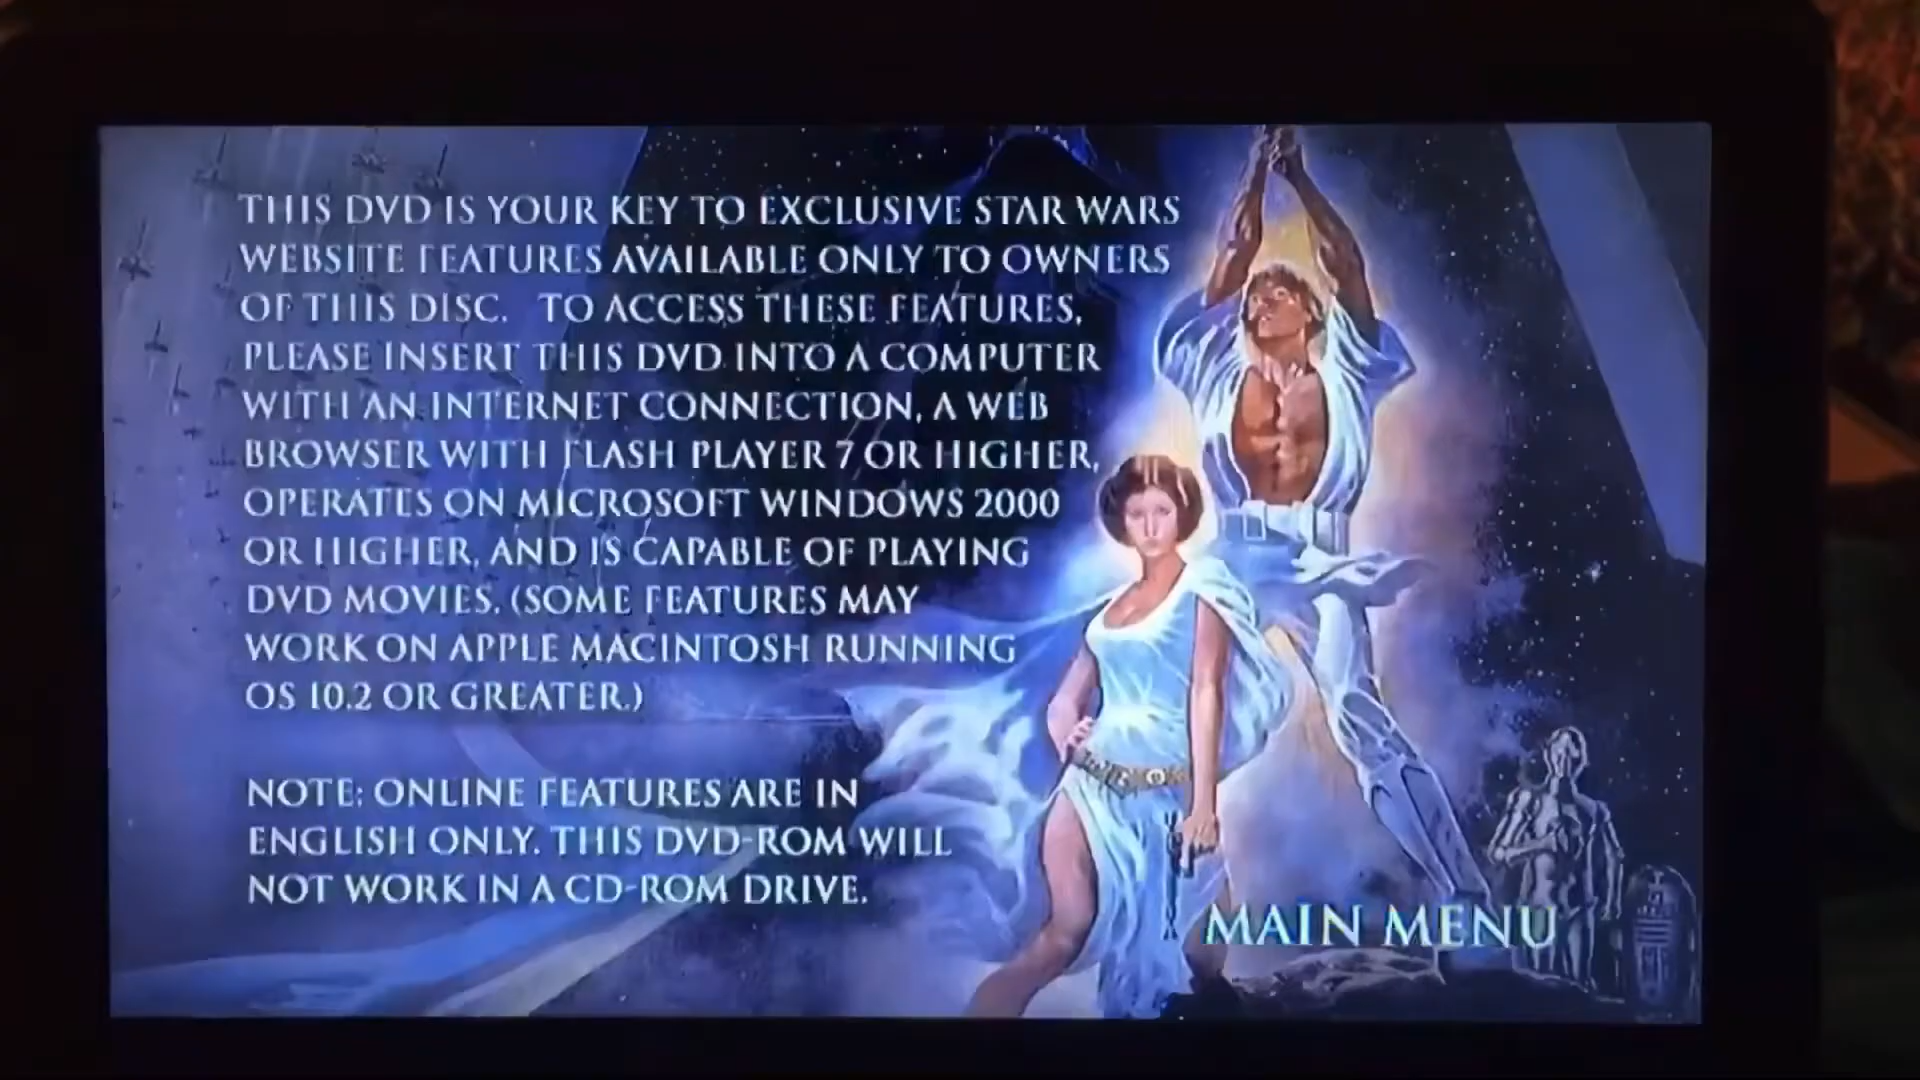 THIS DVD IS YOUR KEY TO EXCLUSIVE STAR WARS
WEBSITE FEATURES AVAILABLE ONLY TO OWNERS
OF THIS DISC. TO ACCESS THESE FEATURES,
PLEASE INSERT THIS DVD INTO A COMPUTER
WITH AN INTERNET CONNECTION, A WEB
BROWSER WITH FLASH PLAYER 7 OR HIGHER,
OPERATES ON MICROSOFT WINDOWS 2000
OR HIGHER, AND IS CAPABLE OF PLAYING
DVD MOVIES. (SOME FEATURES MAY
WORK ON APPLE MACINTOSH RUNNING
OS 10.2 OR GREATER.)
NOTE: ONLINE FEATURES ARE IN
ENGLISH ONLY. THIS DVD-ROM WILL
NOT WORK IN A CD-ROM DRIVE.
MAIN MENU